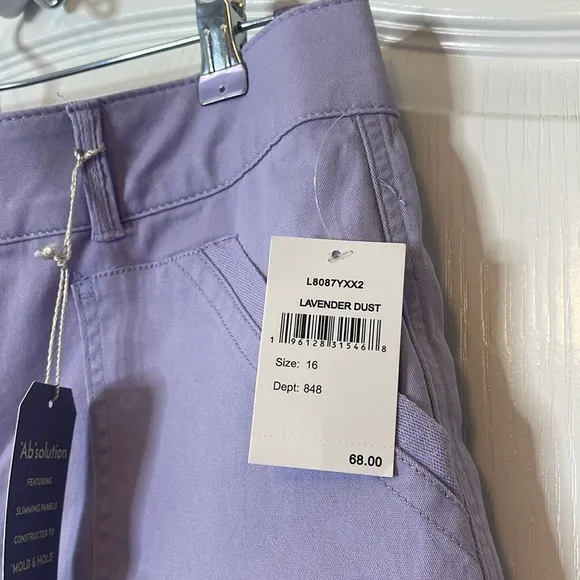 L8087YXX2
LAVENDER DUST
1 96128 31546 8
Size: 16
Dept: 848
68.00
"Ab"solution
FEATURING
SLIMMING PANELS
CONSTRUCTED TO
"MOLD & HOLD"